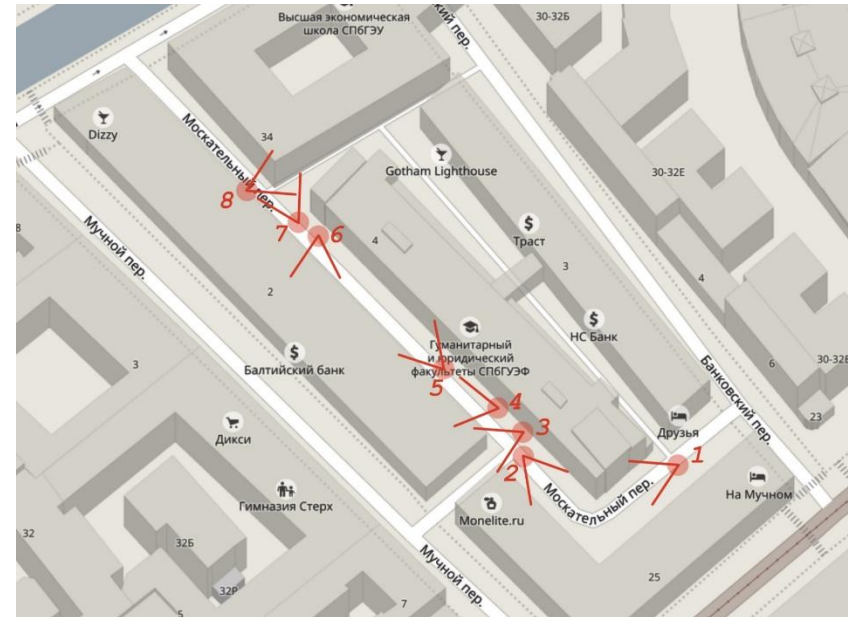 Высшая экономическая
школа СПбГЭУ
ский пер.
30-32Б
Dizzy
Москательный пер.
34
Gotham Lighthouse
30-32Е
8
7
6
4
Траст
3
4
Мучной пер.
2
8
НС Банк
Гуманитарный
и юридический
факультеты СПбГУЭФ
Балтийский банк
3
5
4
Банковский пер.
6
30-32Б
23
Дикси
3
2
Друзья
1
Гимназия Стерх
Москательный пер.
На Мучном
Monelite.ru
32
32Б
32Р
Мучной пер.
25
7
5